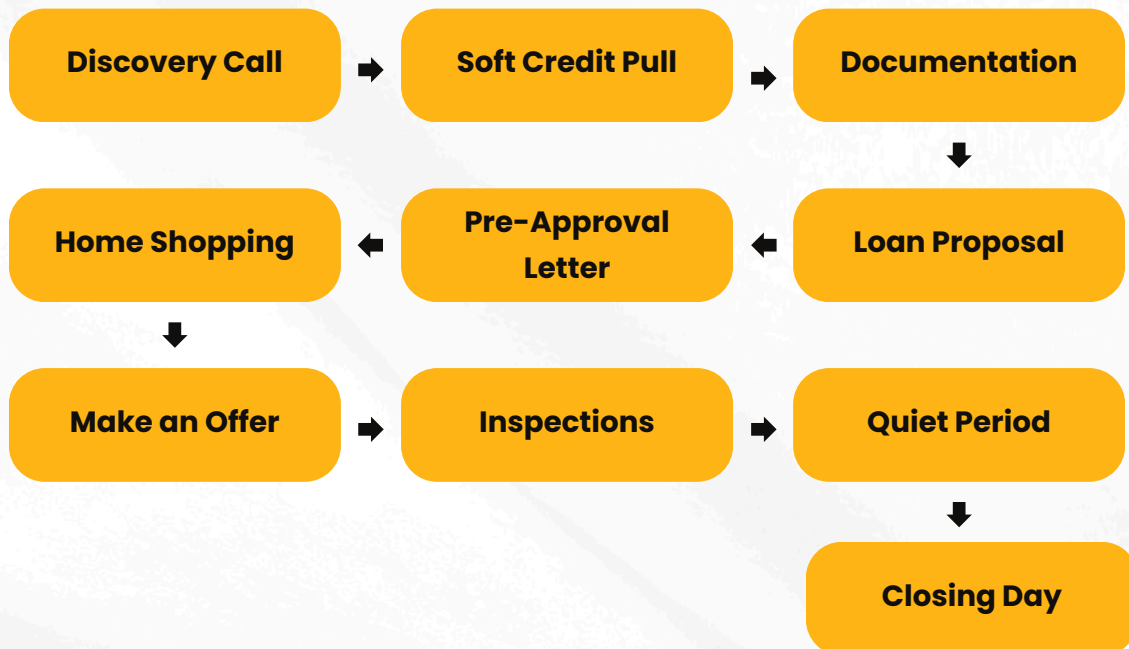 Discovery Call
Soft Credit Pull
Documentation
Loan Proposal
Pre-Approval
Letter
Home Shopping
Make an Offer
Inspections
Quiet Period
Closing Day